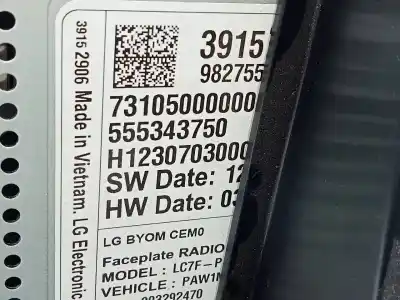 3915 2906 Made in Vietnam. LG Electronic
3915
982755
73105000000
555343750
H1230703000
SW Date: 12
HW Date: 03
LG BYOM CEM0
Faceplate RADIO
MODEL : LC7F-P
VEHICLE : PAW1N